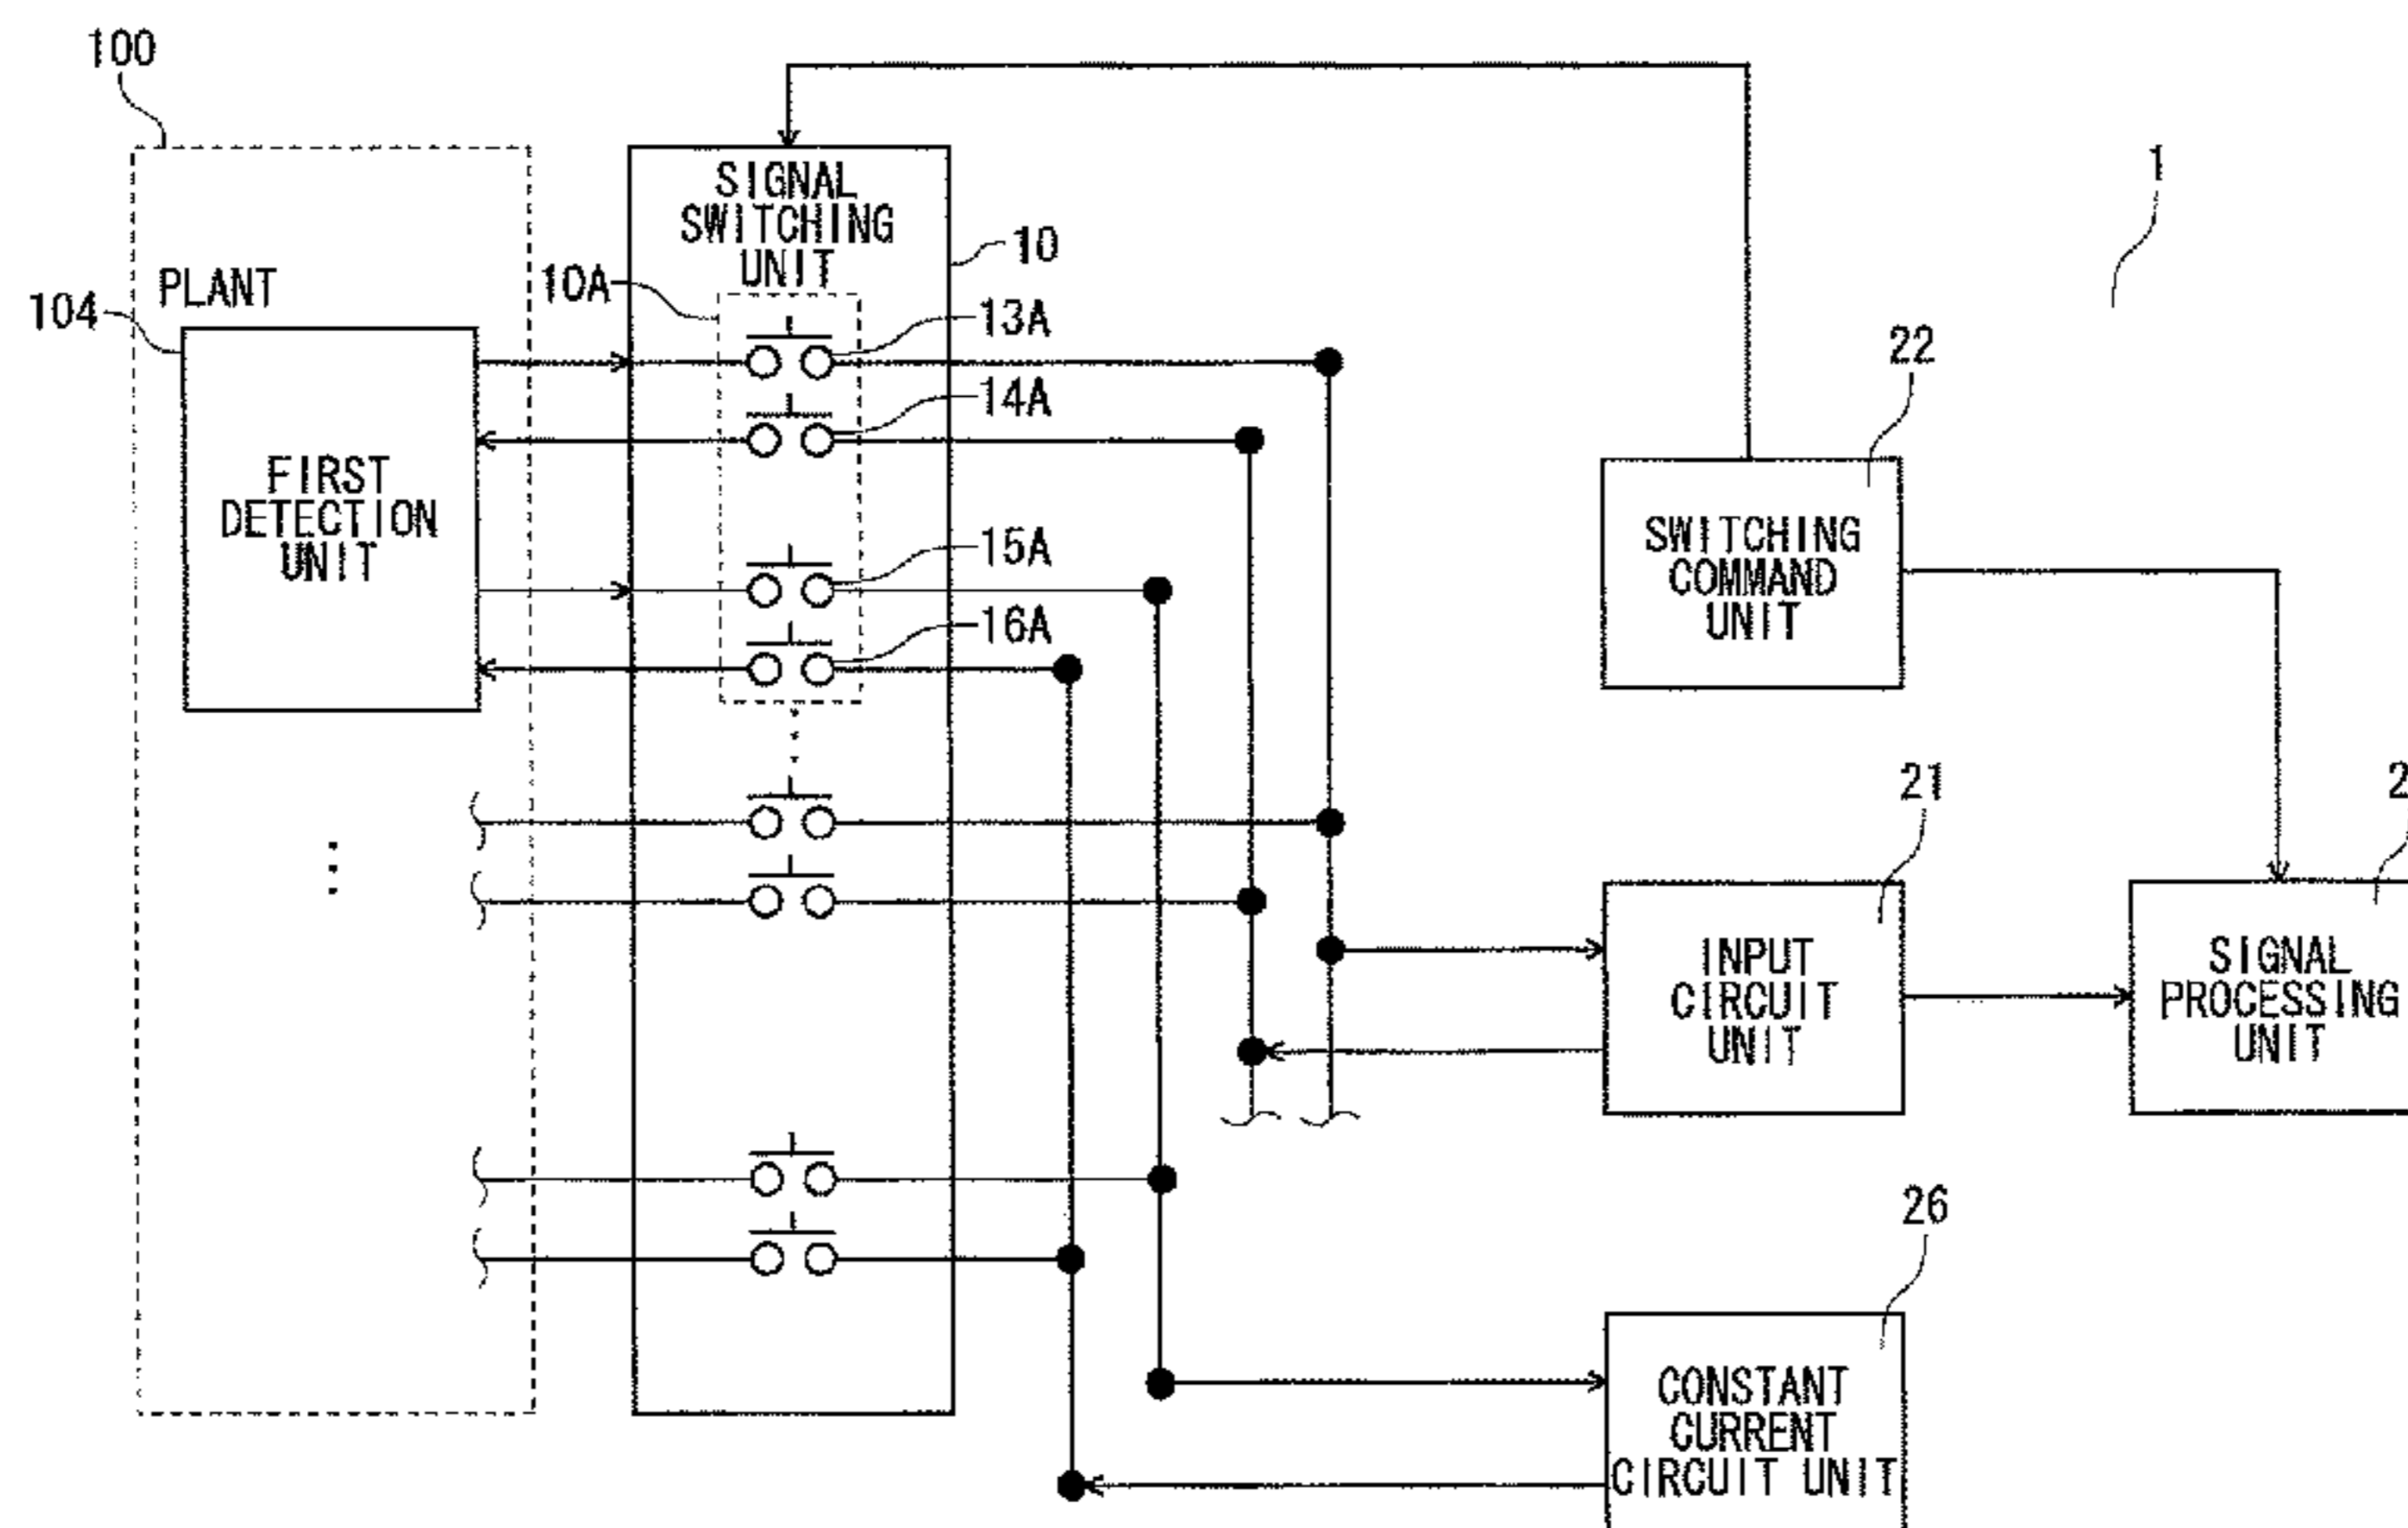 100
1
SIGNAL
SWITCHING
UNIT
10
10A
PLANT
104
13A
14A
22
FIRST
DETECTION
UNIT
15A
16A
SWITCHING
COMMAND
UNIT
21
INPUT
CIRCUIT
UNIT
SIGNAL
PROCESSING
UNIT
26
CONSTANT
CURRENT
CIRCUIT UNIT